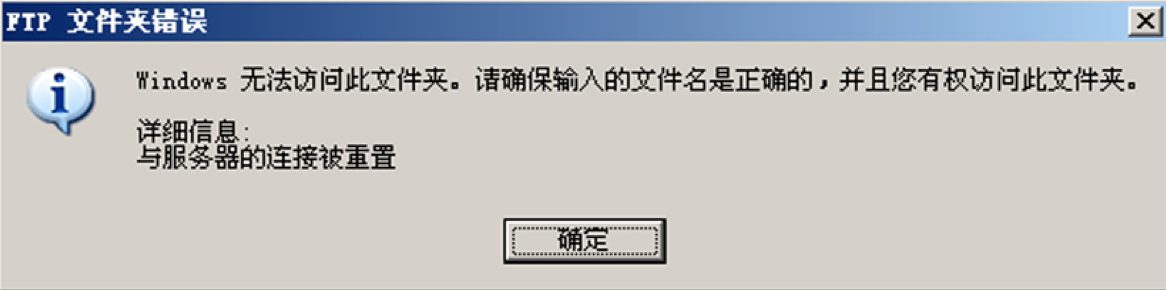 FTP 文件夹错误
Windows 无法访问此文件夹。请确保输入的文件名是正确的，并且您有权访问此文件夹。
详细信息:
与服务器的连接被重置
确定